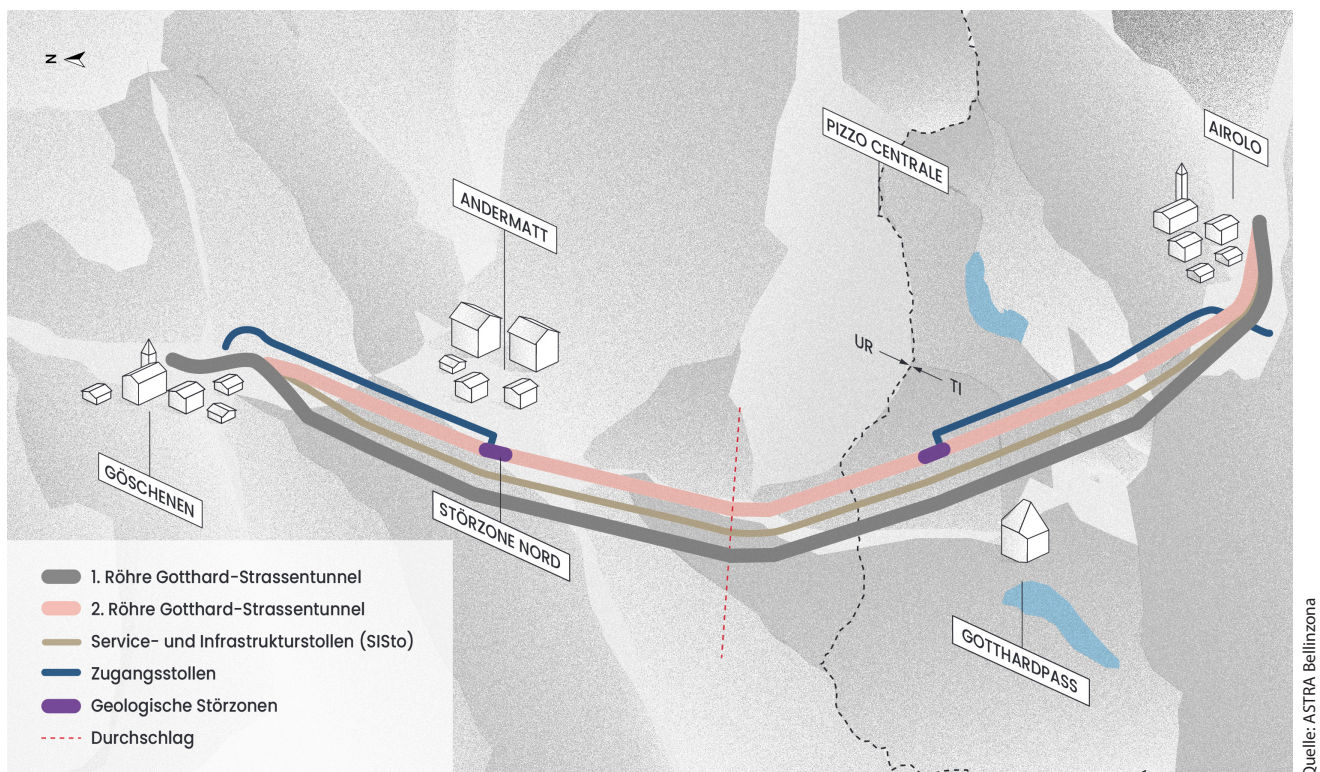 N
PIZZO CENTRALE
AIROLO
ANDERMATT
UR
TI
GÖSCHENEN
STÖRZONE NORD
GOTTHARDPASS
1. Röhre Gotthard-Strassentunnel
2. Röhre Gotthard-Strassentunnel
Service- und Infrastrukturstollen (SISto)
Zugangsstollen
Geologische Störzonen
Durchschlag
Quelle: ASTRA Bellinzona